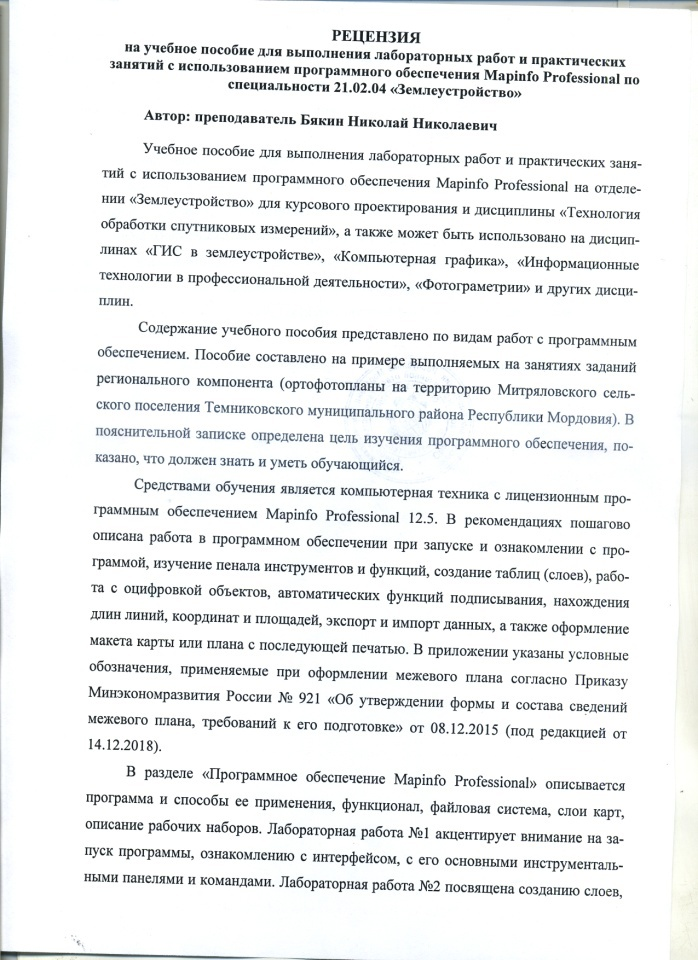 РЕЦЕНЗИЯ
на учебное пособие для выполнения лабораторных работ и практических
занятий с использованием программного обеспечения Mapinfo Professional по
специальности 21.02.04 «Землеустройство»
Автор: преподаватель Бякин Николай Николаевич
Учебное пособие для выполнения лабораторных работ и практических заня-
тий с использованием программного обеспечения Mapinfo Professional на отделе-
нии «Землеустройство» для курсового проектирования и дисциплины «Технология
обработки спутниковых измерений», а также может быть использовано на дисцип-
линах «ГИС в землеустройстве», «Компьютерная графика», «Информационные
технологии в профессиональной деятельности», «Фотограметрии» и других дисци-
плин.
Содержание учебного пособия представлено по видам работ с программным
обеспечением. Пособие составлено на примере выполняемых на занятиях заданий
регионального компонента (ортофотопланы на территорию Митряловского сель-
ского поселения Темниковского муниципального района Республики Мордовия). В
пояснительной записке определена цель изучения программного обеспечения, по-
казано, что должен знать и уметь обучающийся.
Средствами обучения является компьютерная техника с лицензионным про-
граммным обеспечением Mapinfo Professional 12.5. В рекомендациях пошагово
описана работа в программном обеспечении при запуске и ознакомлении с про-
граммой, изучение пенала инструментов и функций, создание таблиц (слоев), рабо-
та с оцифровкой объектов, автоматических функций подписывания, нахождения
длин линий, координат и площадей, экспорт и импорт данных, а также оформление
макета карты или плана с последующей печатью. В приложении указаны условные
обозначения, применяемые при оформлении межевого плана согласно Приказу
Минэкономразвития России № 921 «Об утверждении формы и состава сведений
межевого плана, требований к его подготовке» от 08.12.2015 (под редакцией от
14.12.2018).
В разделе «Программное обеспечение Mapinfo Professional» описывается
программа и способы ее применения, функционал, файловая система, слои карт,
описание рабочих наборов. Лабораторная работа №1 акцентирует внимание на за-
пуск программы, ознакомлению с интерфейсом, с его основными инструменталь-
ными панелями и командами. Лабораторная работа №2 посвящена созданию слоев,